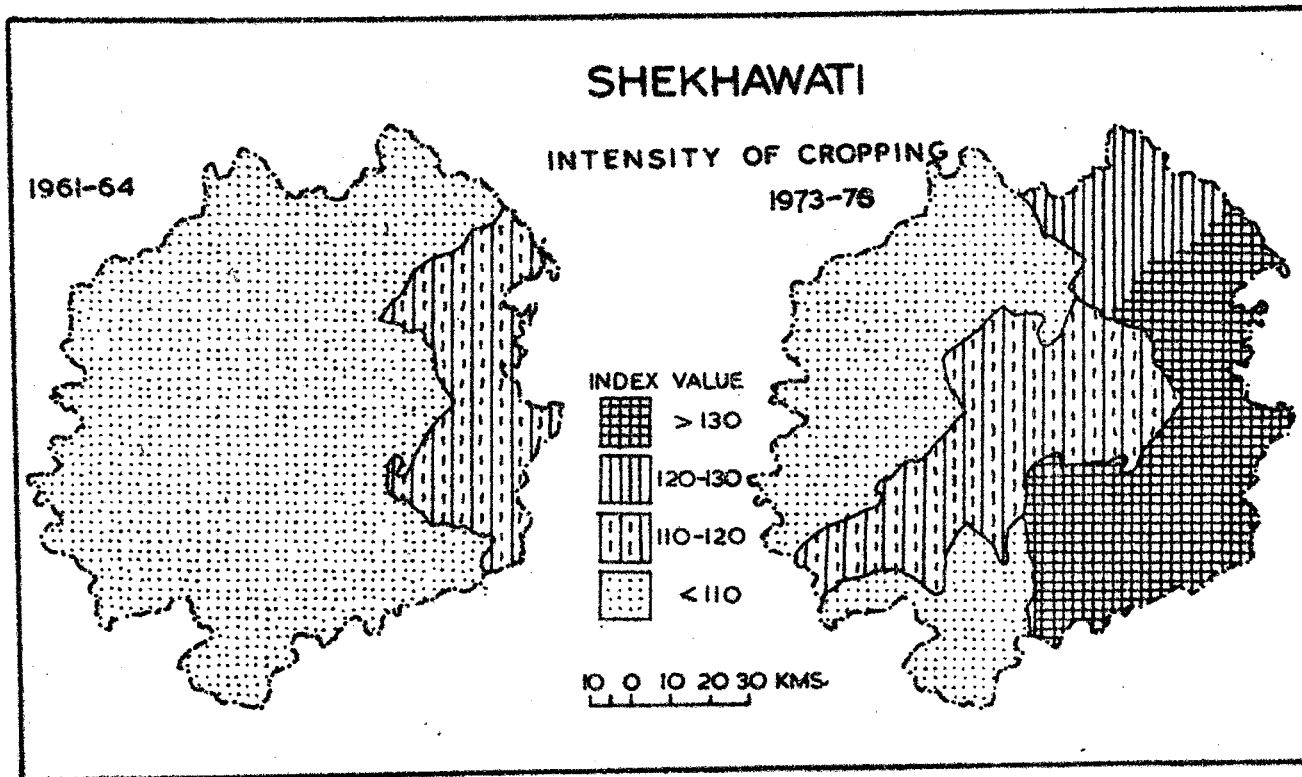 SHEKHAWATI
INTENSITY OF CROPPING
1961-64
1973-76
INDEX VALUE
> 130
120-130
110-120
< 110
10 0 10 20 30 KMS.